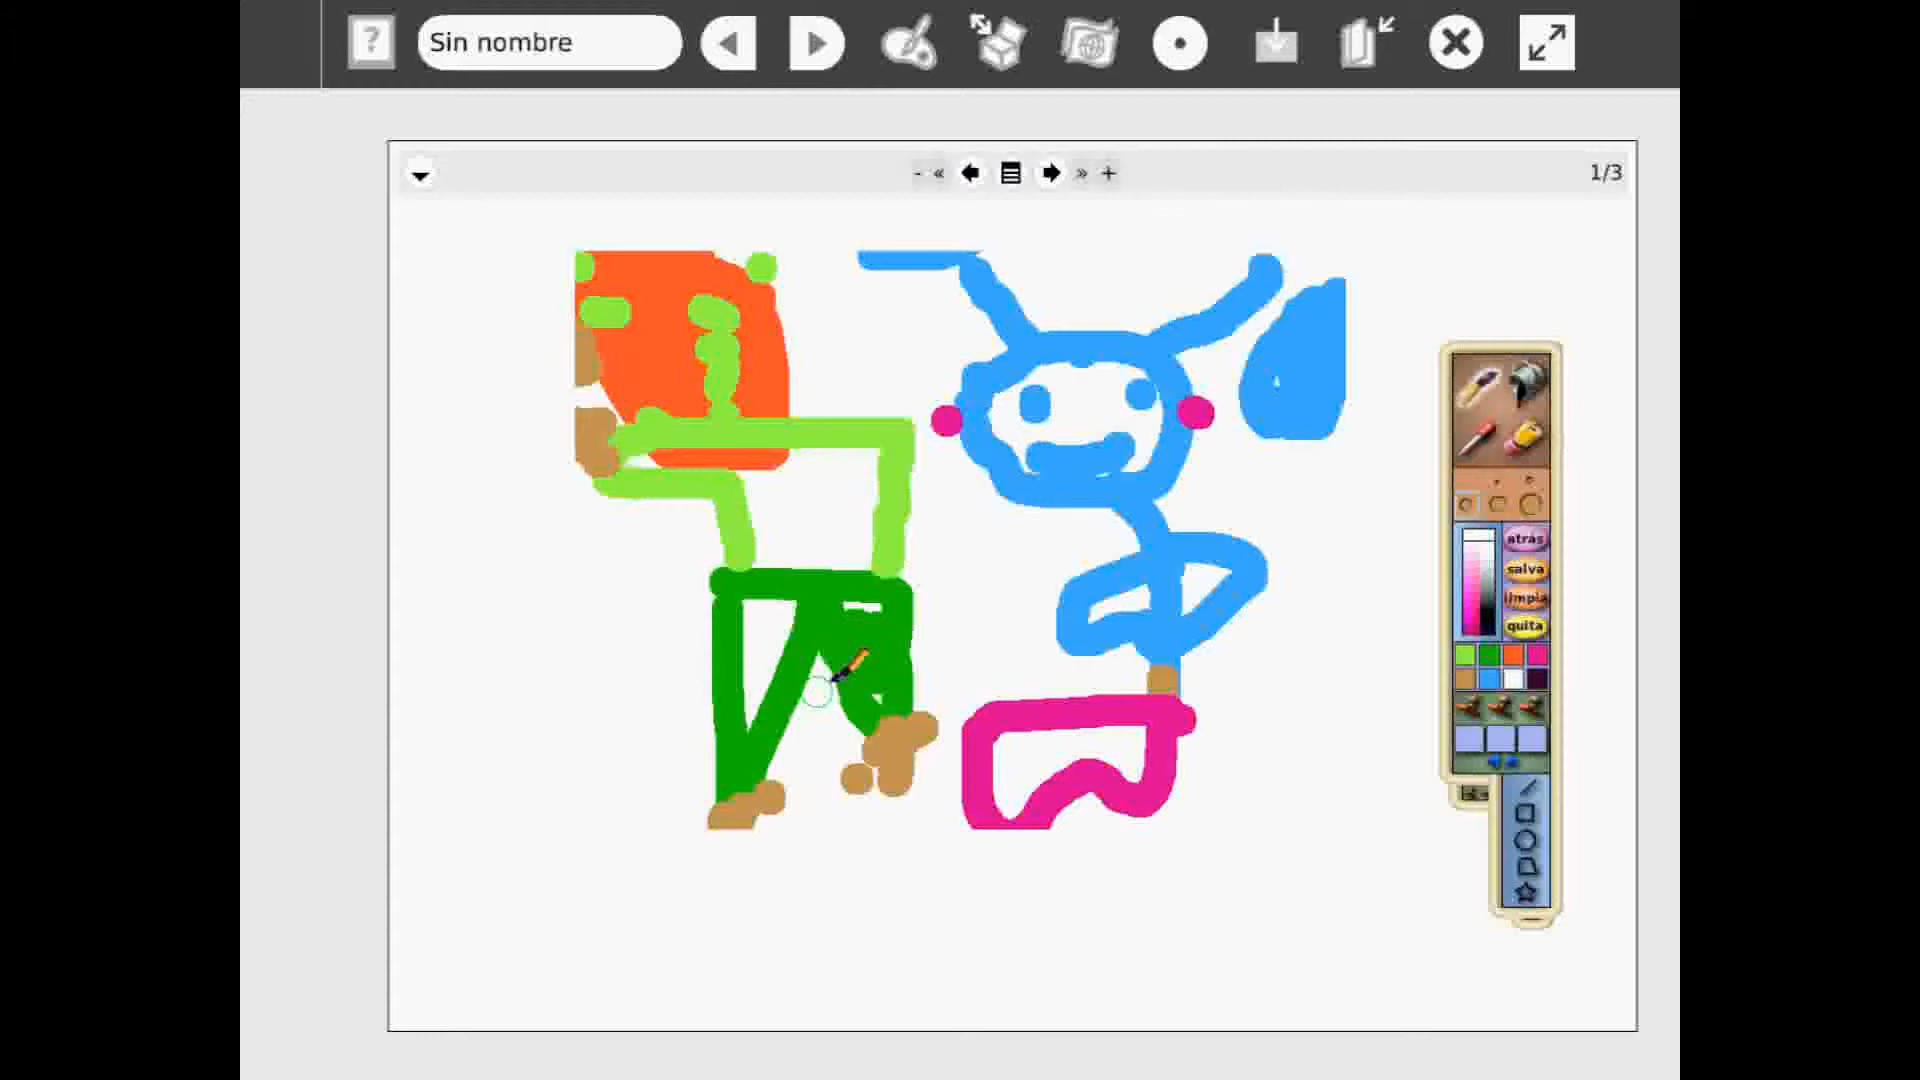 Sin nombre
- « » +
1/3
atras
salva
limpia
quita